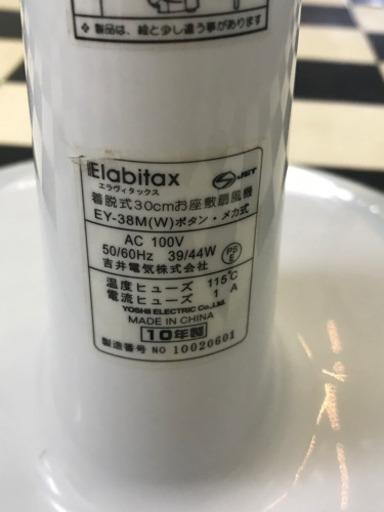 ※ 製品は、絵と少し違う事があります
Elabitax
エラヴィタックス
S-JET
着脱式30cmお座敷扇風機
EY-38M(W)ボタン・メカ式
AC 100V
50/60Hz 39/44W
PSE
吉井電気株式会社
温度ヒューズ 115℃
電流ヒューズ 1 A
YOSHII ELECTRIC Co.,Ltd.
MADE IN CHINA
10年製
製造番号 NO 10020601